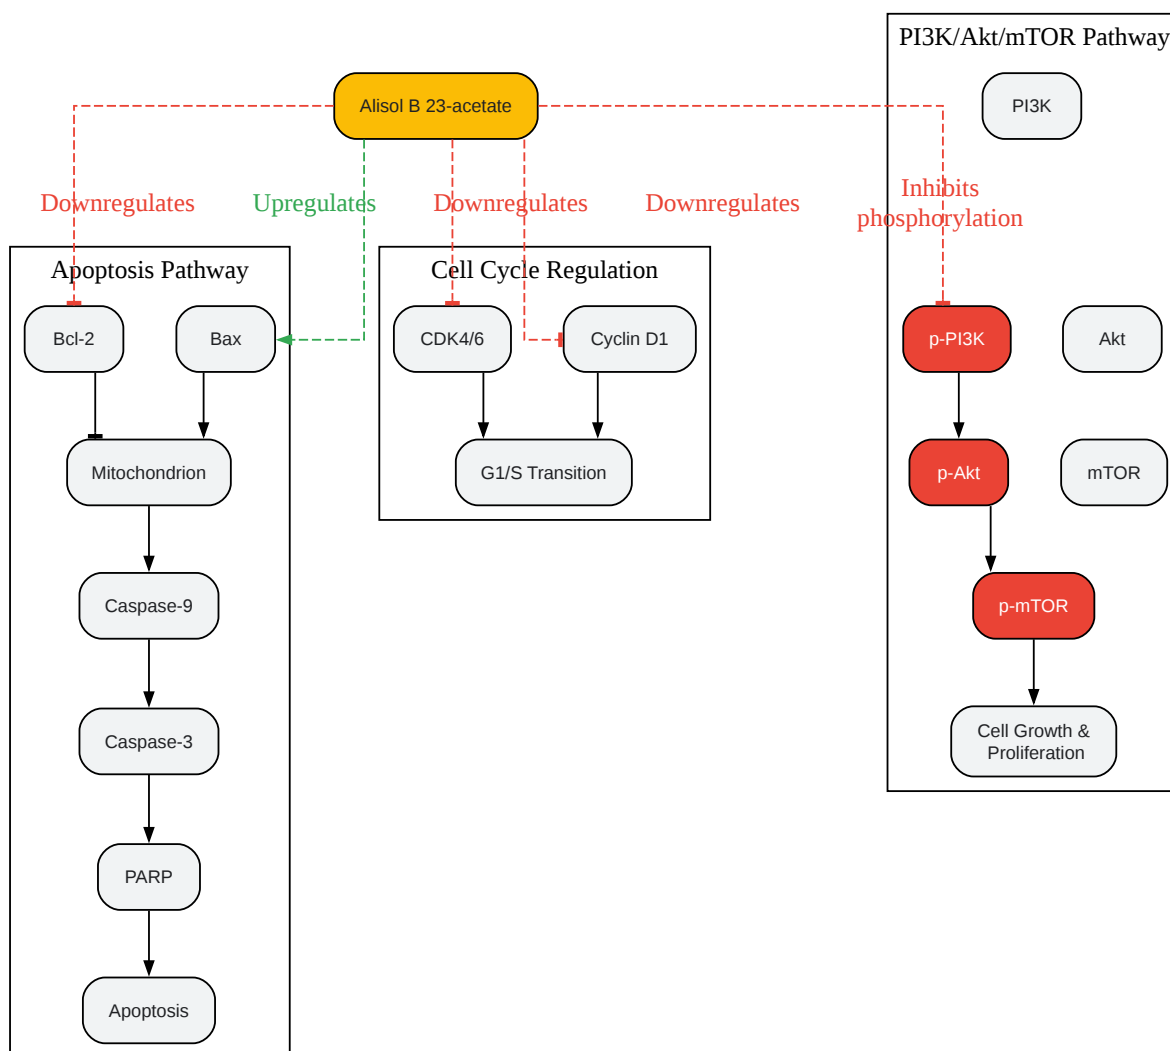 PI3K/Akt/mTOR Pathway
Alisol B 23-acetate
PI3K
Downregulates
Upregulates
Downregulates
Downregulates
Inhibits
phosphorylation
Apoptosis Pathway
Cell Cycle Regulation
Bcl-2
Bax
CDK4/6
Cyclin D1
p-PI3K
Akt
Mitochondrion
G1/S Transition
p-Akt
mTOR
Caspase-9
p-mTOR
Caspase-3
Cell Growth &
Proliferation
PARP
Apoptosis